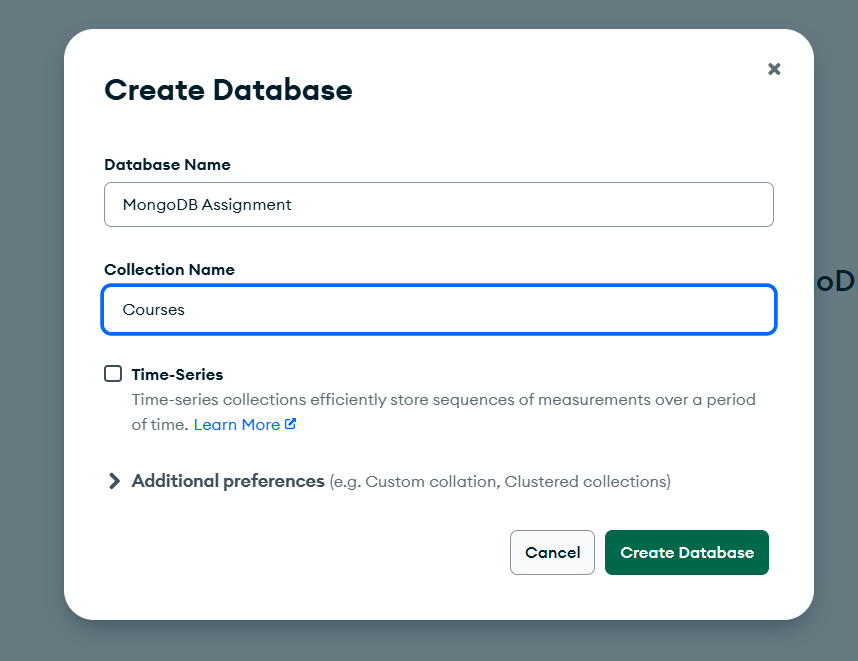 Create Database
Database Name
MongoDB Assignment
Collection Name
oD
Courses
Time-Series
Time-series collections efficiently store sequences of measurements over a period
of time. Learn More
Additional preferences (e.g. Custom collation, Clustered collections)
Cancel
Create Database